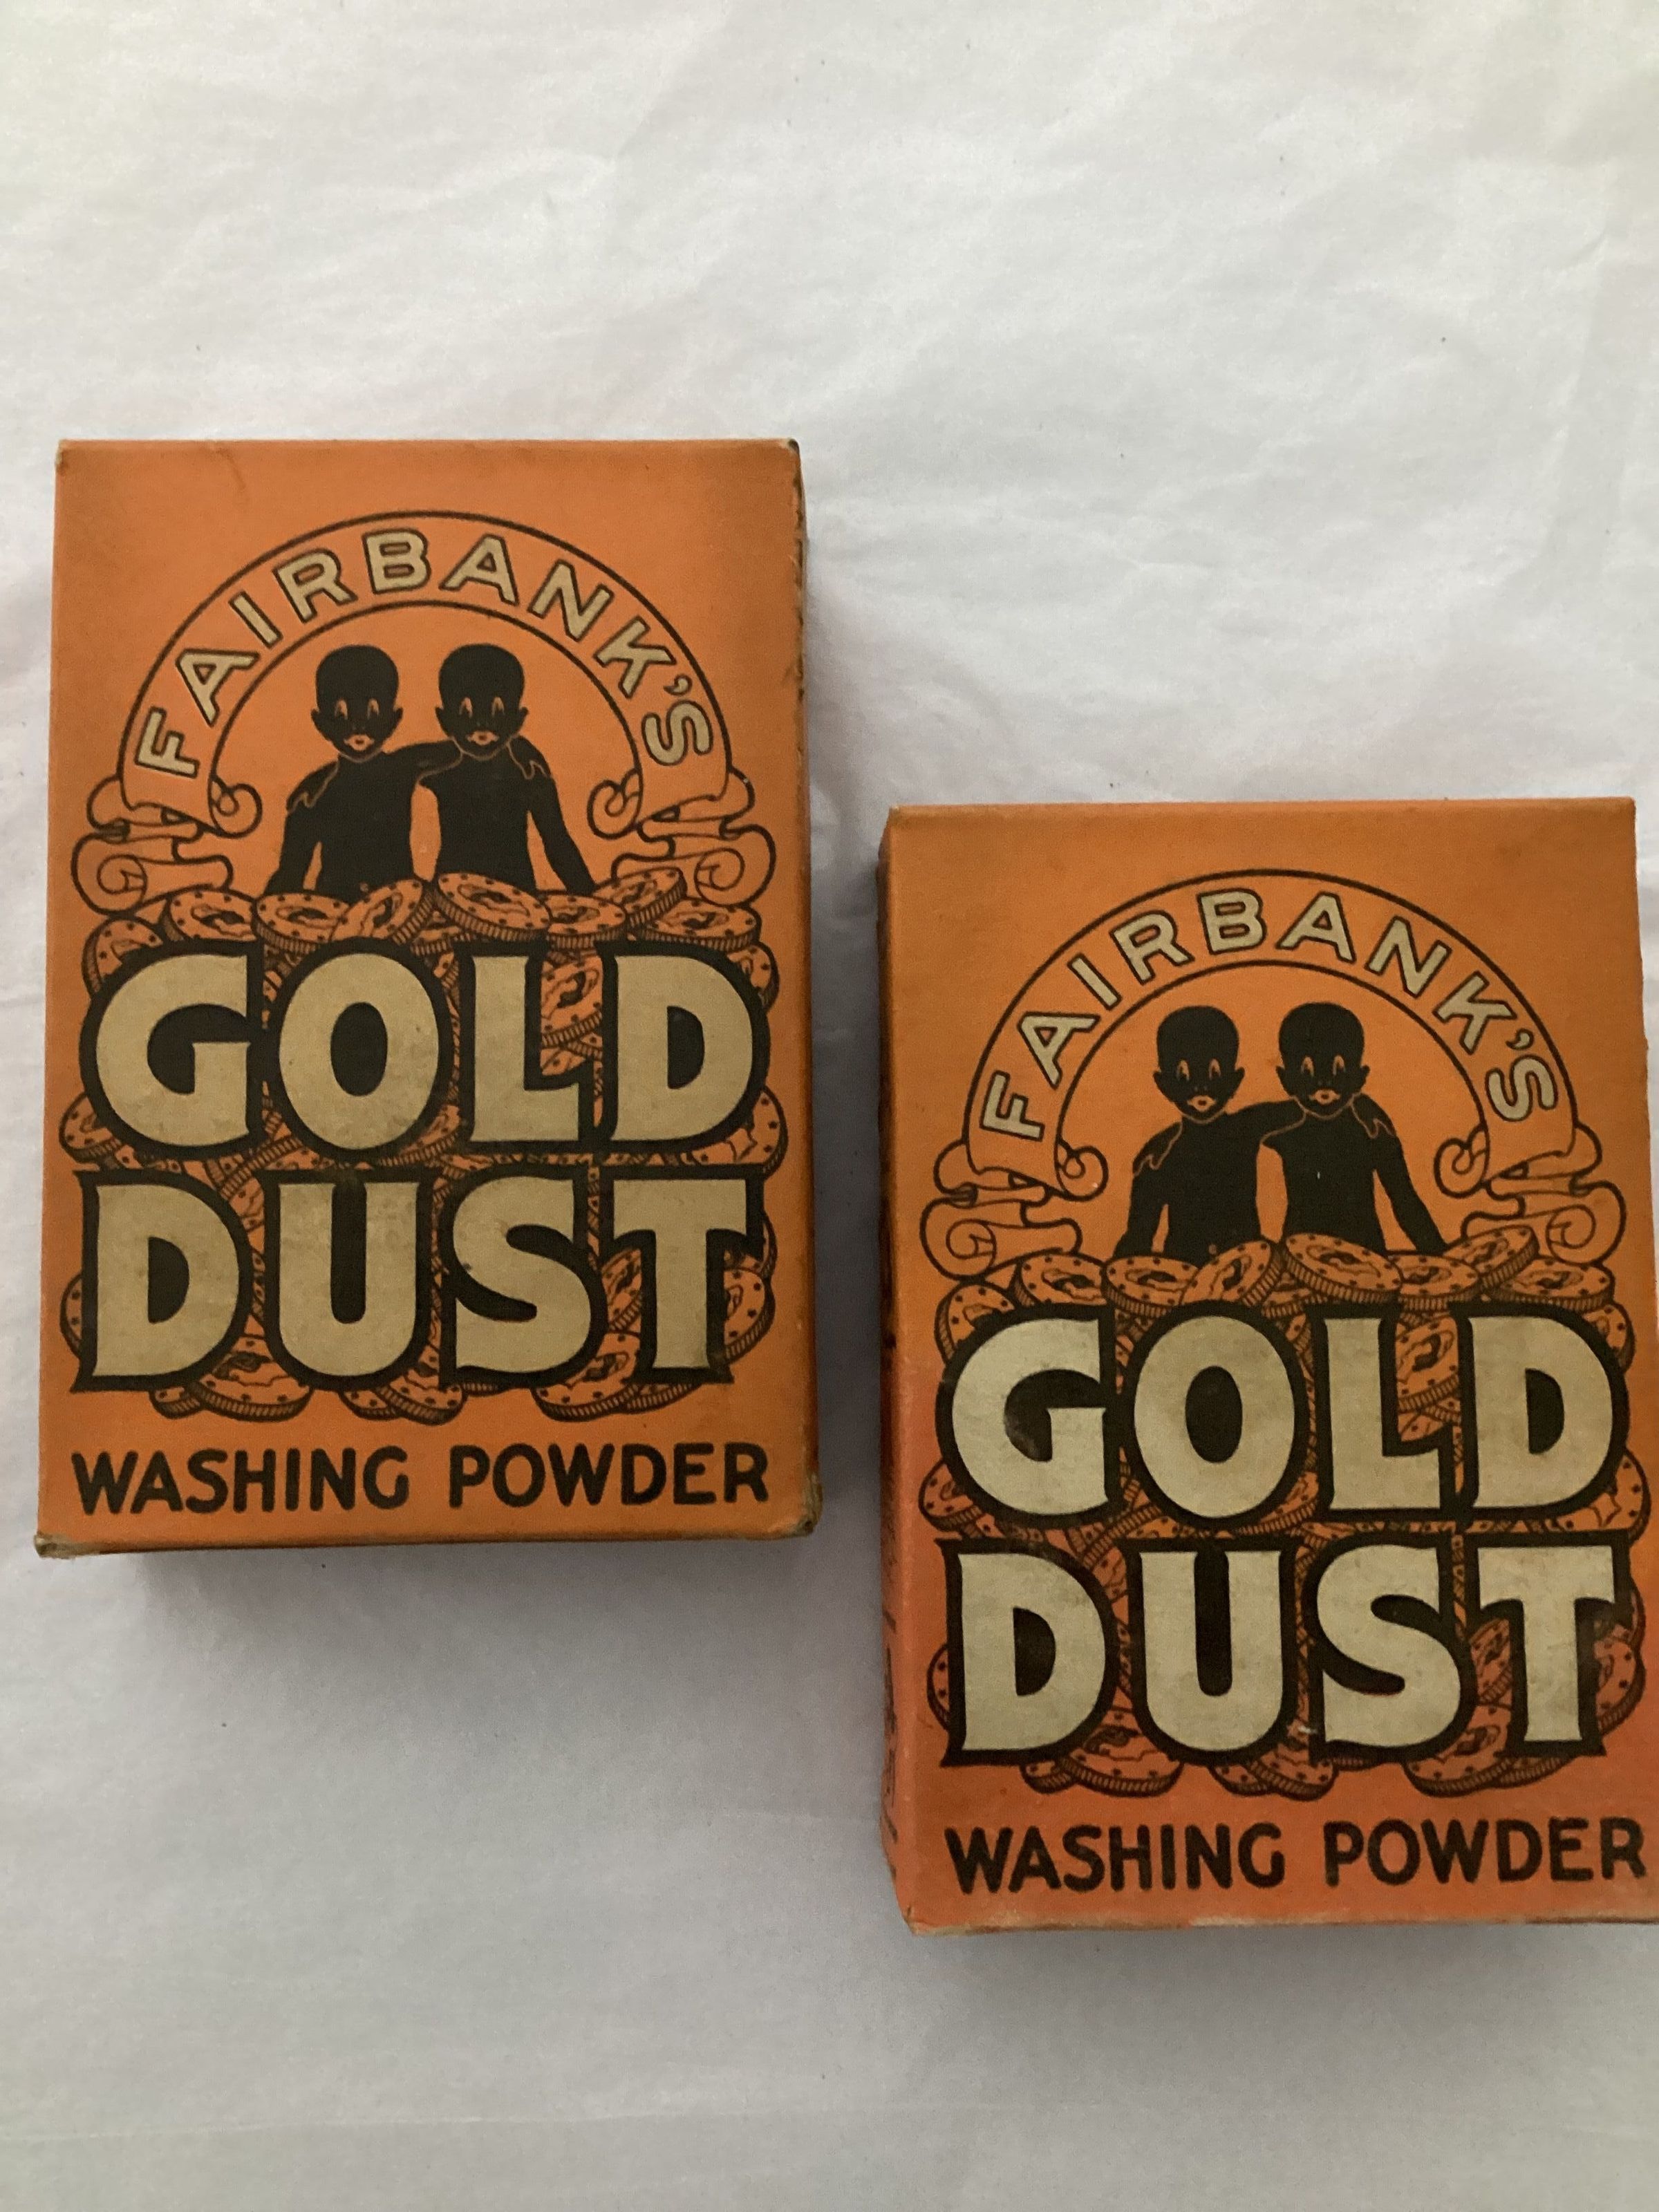 FAIRBANK'S
GOLD
DUST
WASHING POWDER
FAIRBANK'S
GOLD
DUST
WASHING POWDER